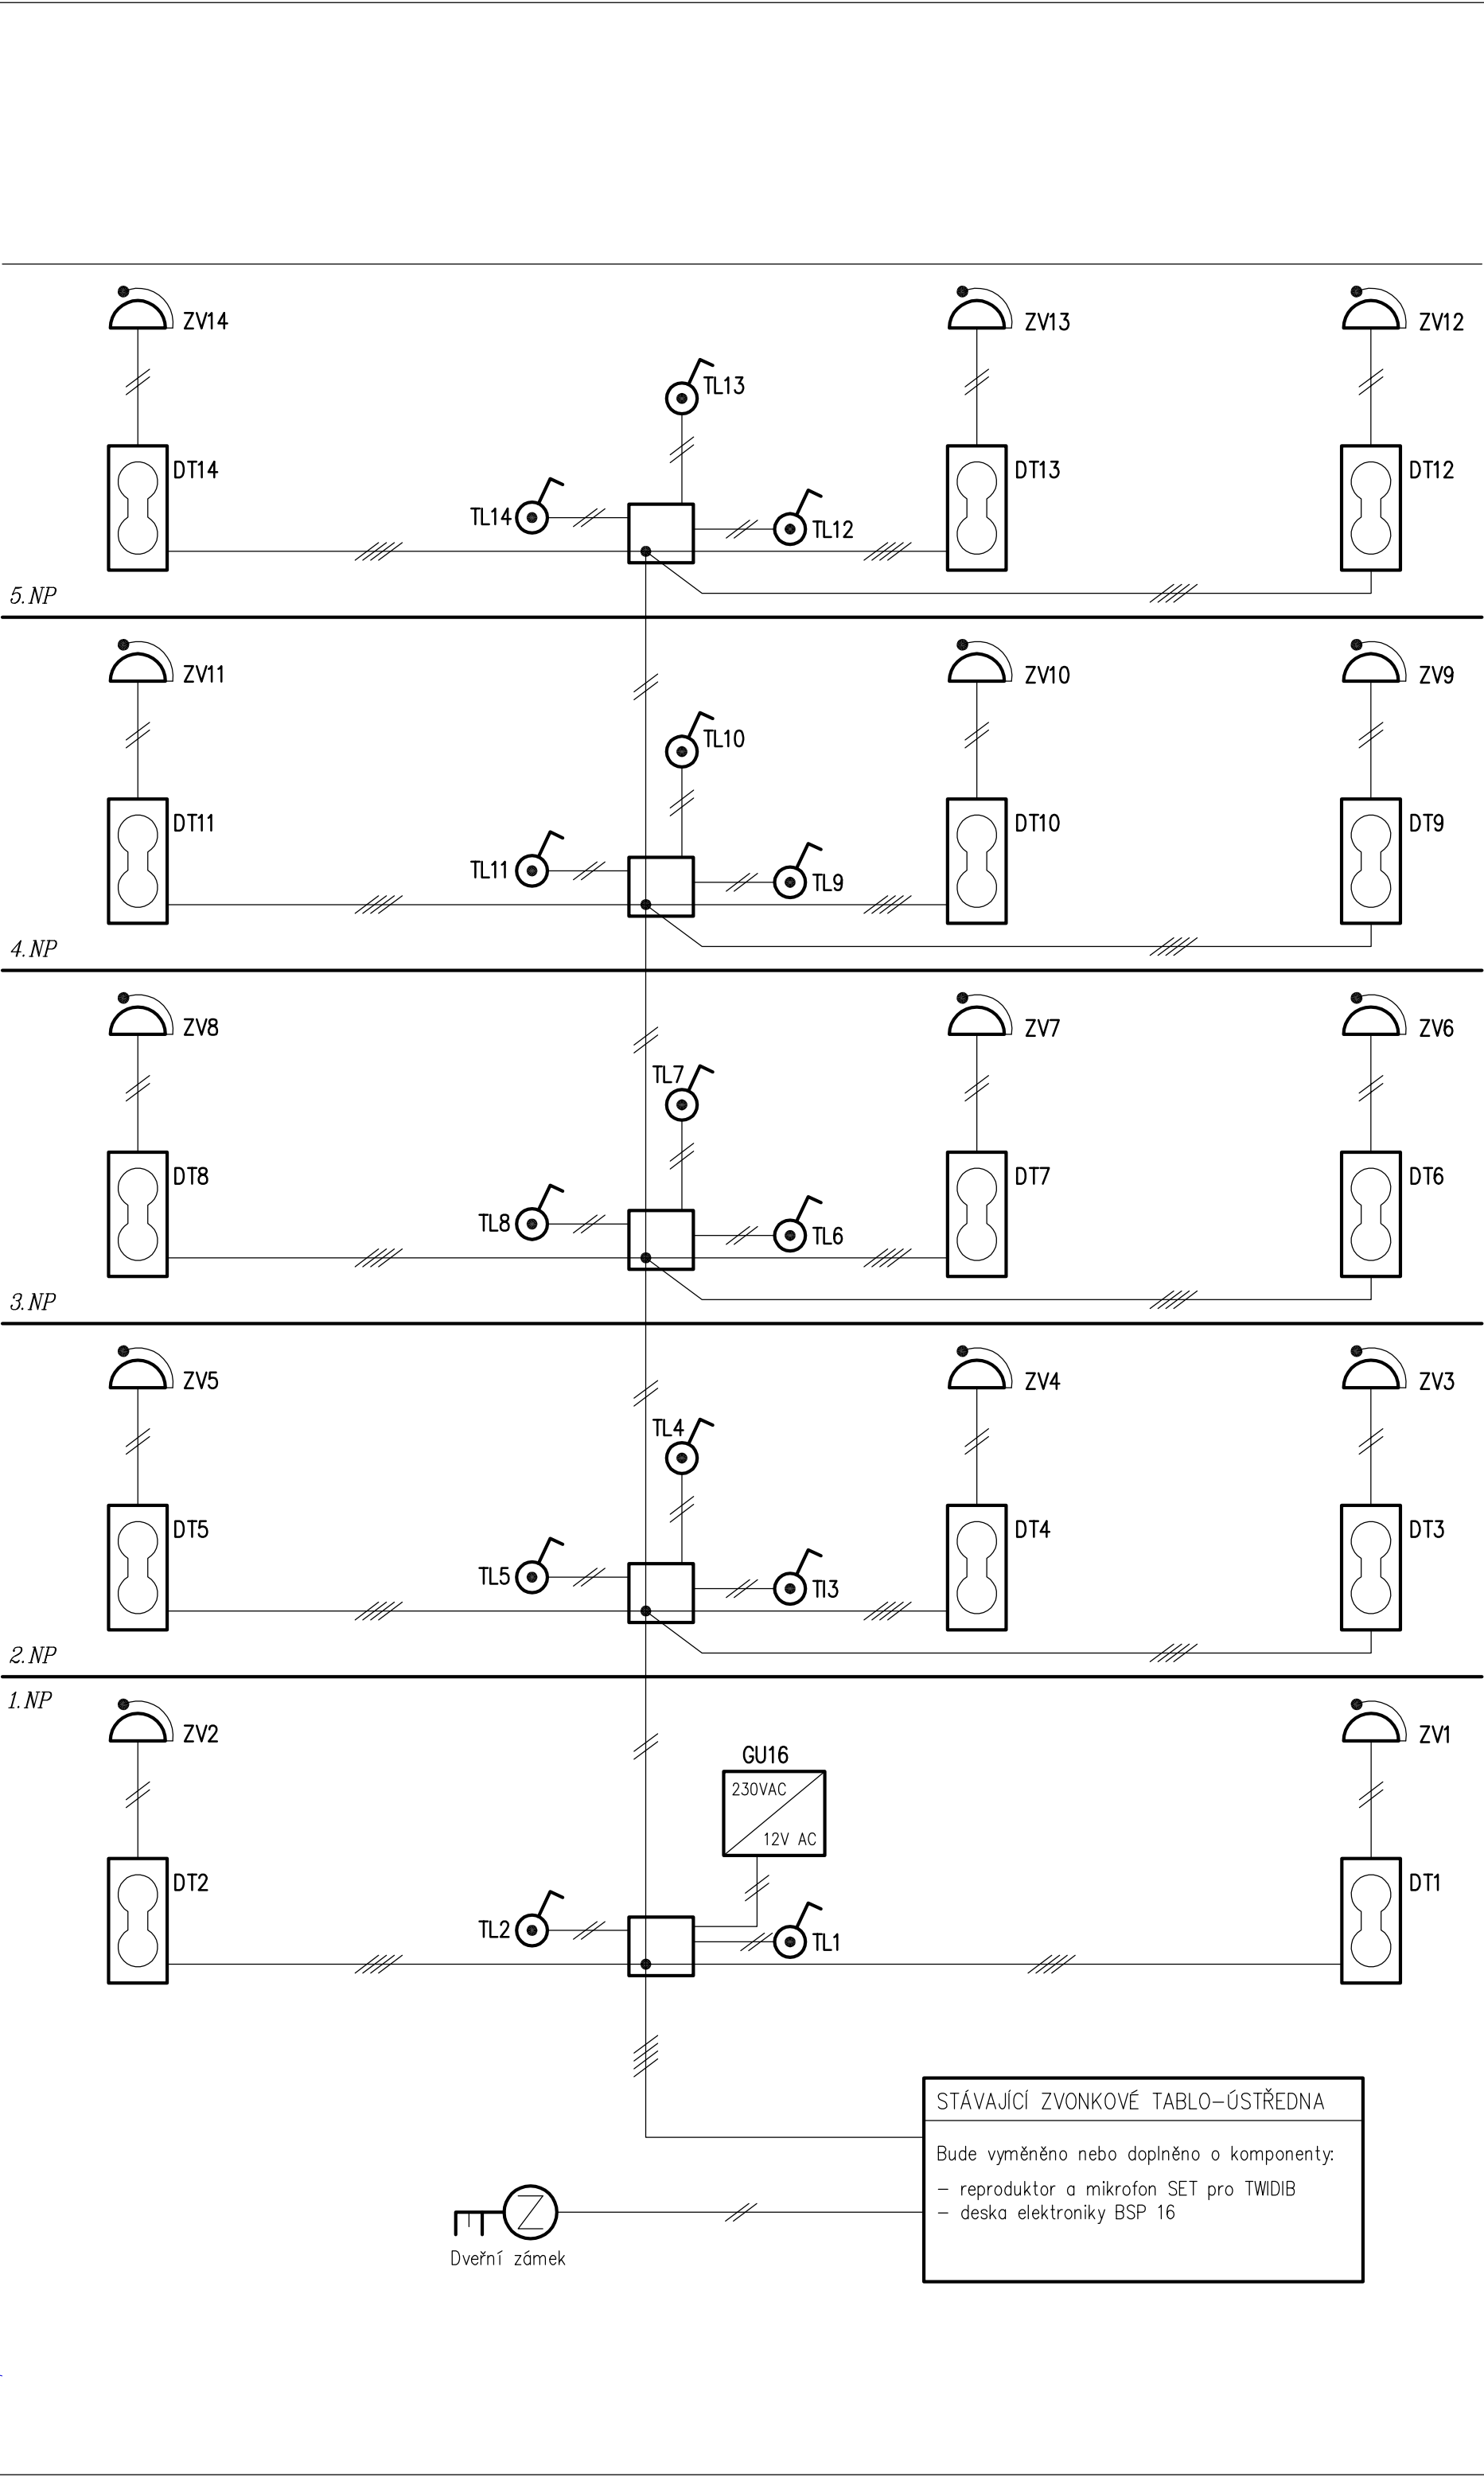 ZV14
ZV13
ZV12
TL13
DT14
DT13
DT12
TL14
TL12
5.NP
ZV11
ZV10
ZV9
TL10
DT11
DT10
DT9
TL11
TL9
4.NP
ZV8
ZV7
ZV6
TL7
DT8
DT7
DT6
TL8
TL6
3.NP
ZV5
ZV4
ZV3
TL4
DT5
DT4
DT3
TL5
TI3
2.NP
1.NP
ZV2
ZV1
GU16
230VAC
12V AC
DT2
DT1
TL2
TL1
STÁVAJÍCÍ ZVONKOVÉ TABLO-ÚSTŘEDNA
Bude vyměněno nebo doplněno o komponenty:
- reproduktor a mikrofon SET pro TWIDIB
- deska elektroniky BSP 16
Z
Dveřní zámek